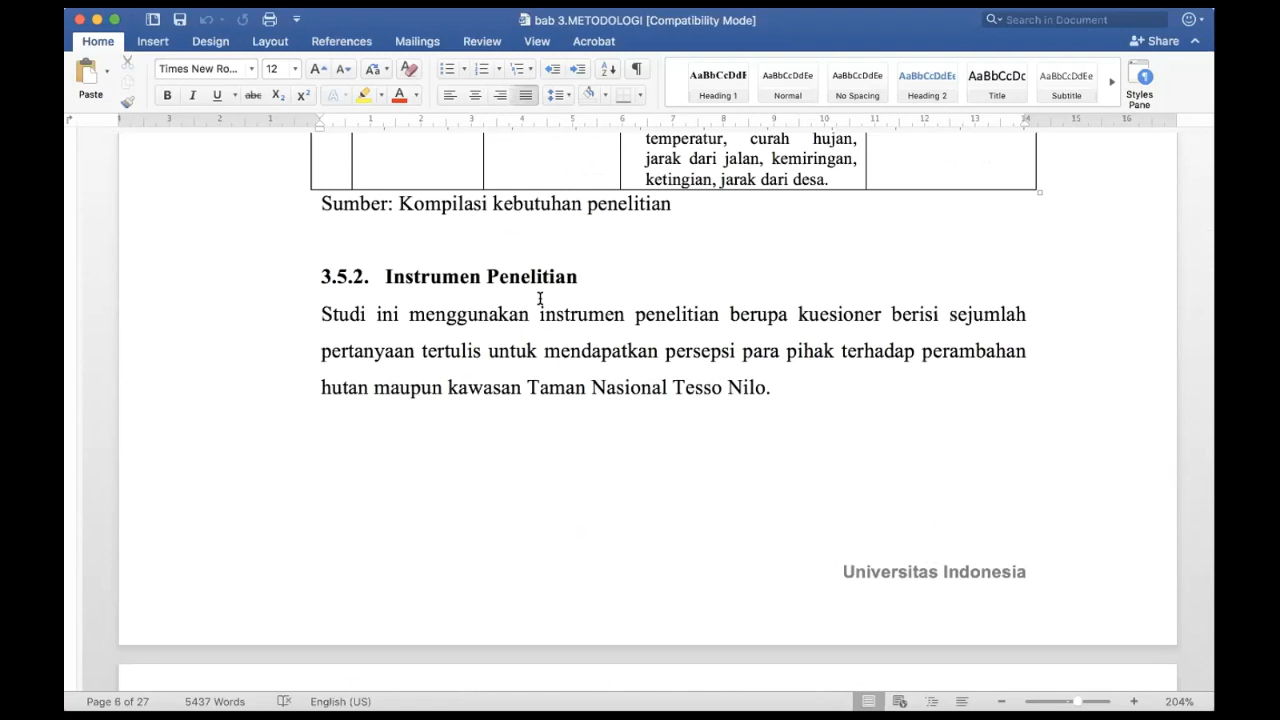 bab 3.METODOLOGI [Compatibility Mode]
Search in Document
Home Insert Design Layout References Mailings Review View Acrobat
Share
Times New Ro... 12
Paste
AaBbCcDdE AaBbCcDdEe AaBbCcDdEe AaBbCcDdEe AaBbCcDc AaBbCcDdEe
Heading 1 Normal No Spacing Heading 2 Title Subtitle
Styles
Pane
temperatur, curah hujan,
jarak dari jalan, kemiringan,
ketingian, jarak dari desa.
Sumber: Kompilasi kebutuhan penelitian
3.5.2. Instrumen Penelitian
Studi ini menggunakan instrumen penelitian berupa kuesioner berisi sejumlah
pertanyaan tertulis untuk mendapatkan persepsi para pihak terhadap perambahan
hutan maupun kawasan Taman Nasional Tesso Nilo.
Universitas Indonesia
Page 6 of 27 5437 Words English (US) 204%